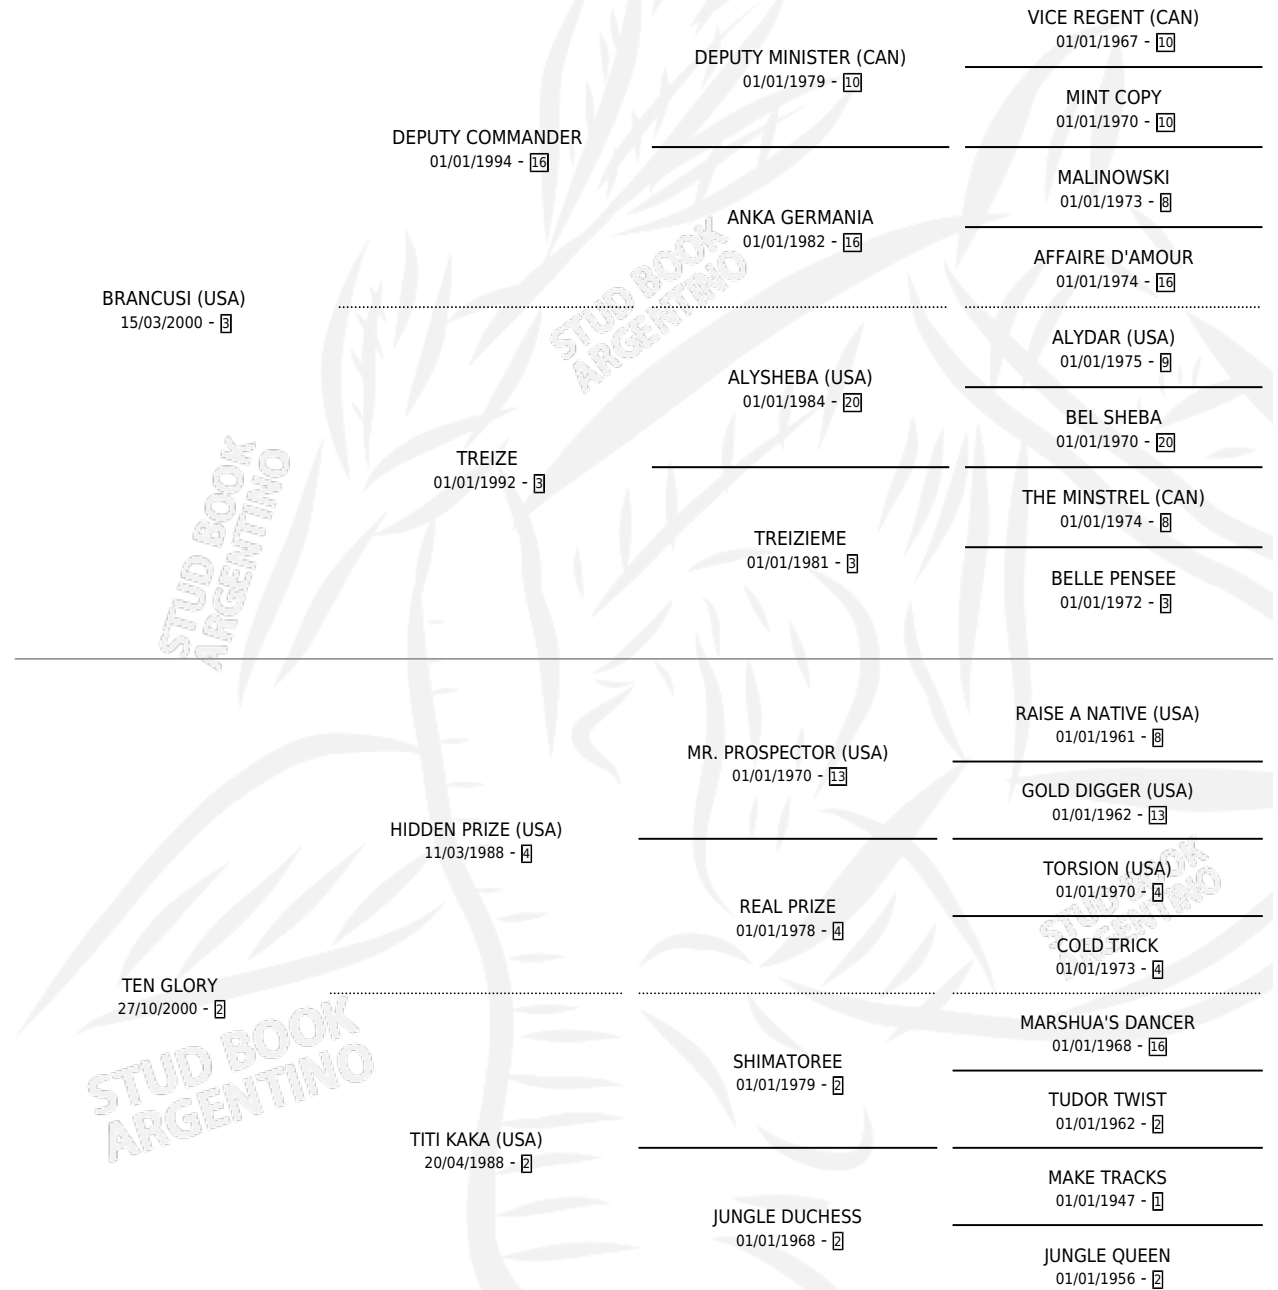 VICE REGENT (CAN)
01/01/1967 - 10
DEPUTY MINISTER (CAN)
01/01/1979 - 10
MINT COPY
01/01/1970 - 10
DEPUTY COMMANDER
01/01/1994 - 16
MALINOWSKI
01/01/1973 - 8
ANKA GERMANIA
01/01/1982 - 16
AFFAIRE D'AMOUR
01/01/1974 - 16
BRANCUSI (USA)
15/03/2000 - 3
ALYDAR (USA)
01/01/1975 - 9
ALYSHEBA (USA)
01/01/1984 - 20
BEL SHEBA
01/01/1970 - 20
TREIZE
01/01/1992 - 3
THE MINSTREL (CAN)
01/01/1974 - 8
TREIZIEME
01/01/1981 - 3
BELLE PENSEE
01/01/1972 - 3
STUD BOOK
ARGENTINO
STUD BOOK
ARGENTINO
RAISE A NATIVE (USA)
01/01/1961 - 8
MR. PROSPECTOR (USA)
01/01/1970 - 13
GOLD DIGGER (USA)
01/01/1962 - 13
HIDDEN PRIZE (USA)
11/03/1988 - 4
TORSION (USA)
01/01/1970 - 4
REAL PRIZE
01/01/1978 - 4
COLD TRICK
01/01/1973 - 4
STUD BOOK
ARGENTINO
TEN GLORY
27/10/2000 - 2
MARSHUA'S DANCER
01/01/1968 - 16
SHIMATOREE
01/01/1979 - 2
TUDOR TWIST
01/01/1962 - 2
TITI KAKA (USA)
20/04/1988 - 2
MAKE TRACKS
01/01/1947 - 1
JUNGLE DUCHESS
01/01/1968 - 2
JUNGLE QUEEN
01/01/1956 - 2
STUD BOOK
ARGENTINO